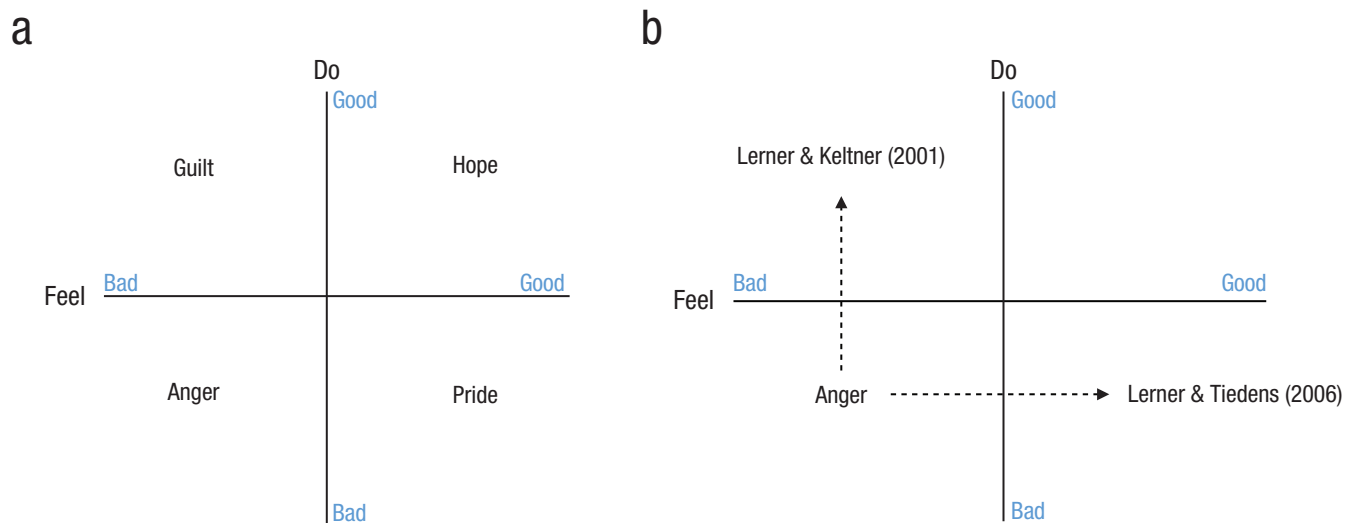 a
Do
Good
Guilt
Hope
Feel
Bad
Good
Anger
Pride
Bad
b
Do
Good
Lerner & Keltner (2001)
Feel
Bad
Good
Anger
Lerner & Tiedens (2006)
Bad